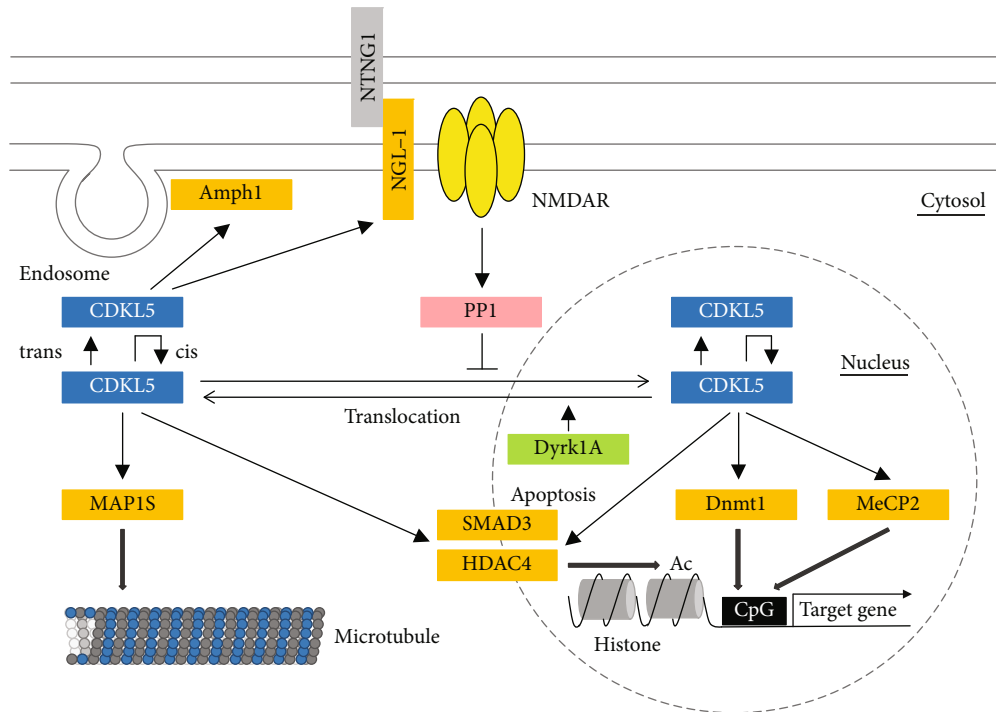 NTNG1
NGL-1
Amph1
NMDAR
Cytosol
Endosome
CDKL5
PP1
CDKL5
trans
cis
Nucleus
CDKL5
CDKL5
Translocation
Dyrk1A
Apoptosis
MAP1S
SMAD3
Dnmt1
MeCP2
HDAC4
Ac
CpG
Target gene
Microtubule
Histone